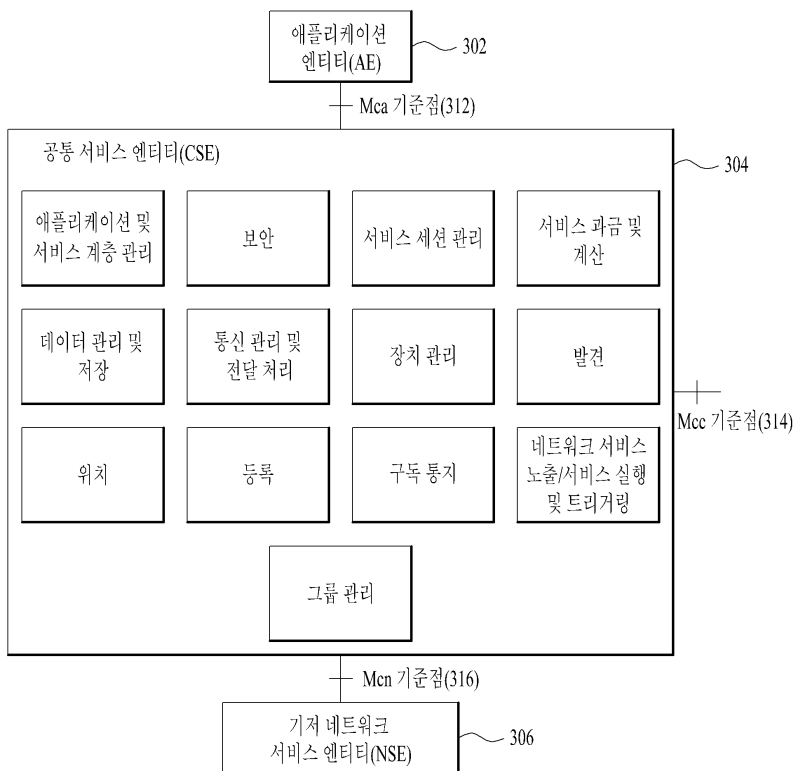 애플리케이션
엔티티(AE)
302
Mca 기준점(312)
공통 서비스 엔티티(CSE)
304
애플리케이션 및
서비스 계층 관리
보안
서비스 세션 관리
서비스 과금 및
계산
데이터 관리 및
저장
통신 관리 및
전달 처리
장치 관리
발견
Mcc 기준점(314)
위치
등록
구독 통지
네트워크 서비스
노출/서비스 실행
및 트리거링
그룹 관리
Mcn 기준점(316)
기저 네트워크
서비스 엔티티(NSE)
306